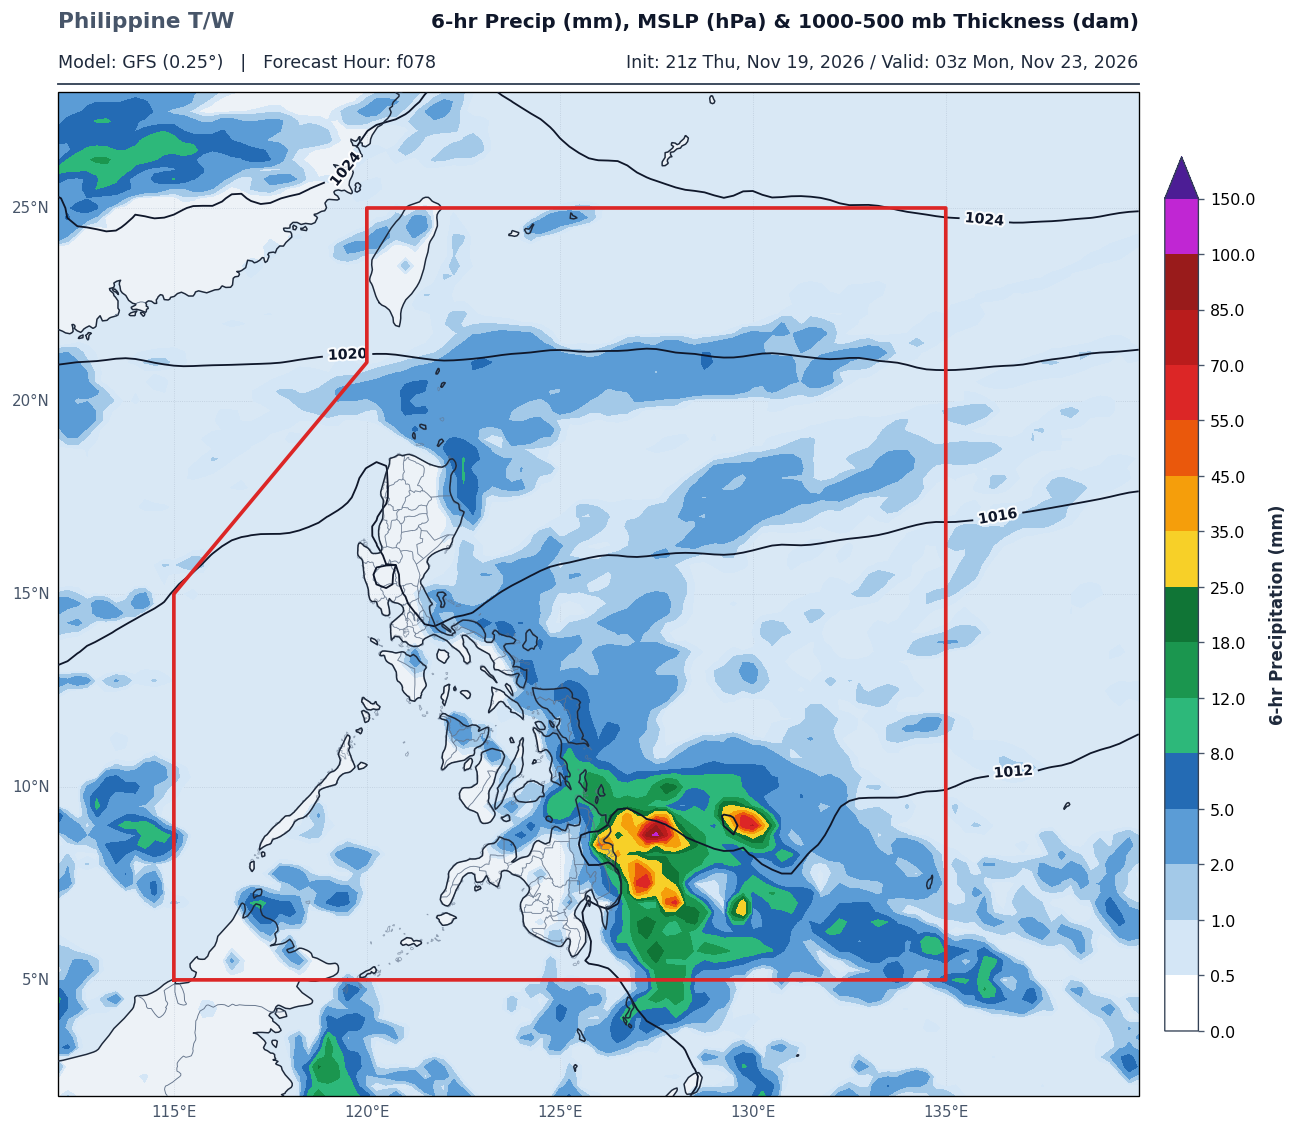 Philippine T/W
6-hr Precip (mm), MSLP (hPa) & 1000-500 mb Thickness (dam)
Model: GFS (0.25°) | Forecast Hour: f078
Init: 21z Thu, Nov 19, 2026 / Valid: 03z Mon, Nov 23, 2026
1024
1024
1020
1016
1012
25°N
20°N
15°N
10°N
5°N
115°E
120°E
125°E
130°E
135°E
150.0
100.0
85.0
70.0
55.0
45.0
35.0
25.0
18.0
12.0
8.0
5.0
2.0
1.0
0.5
0.0
6-hr Precipitation (mm)